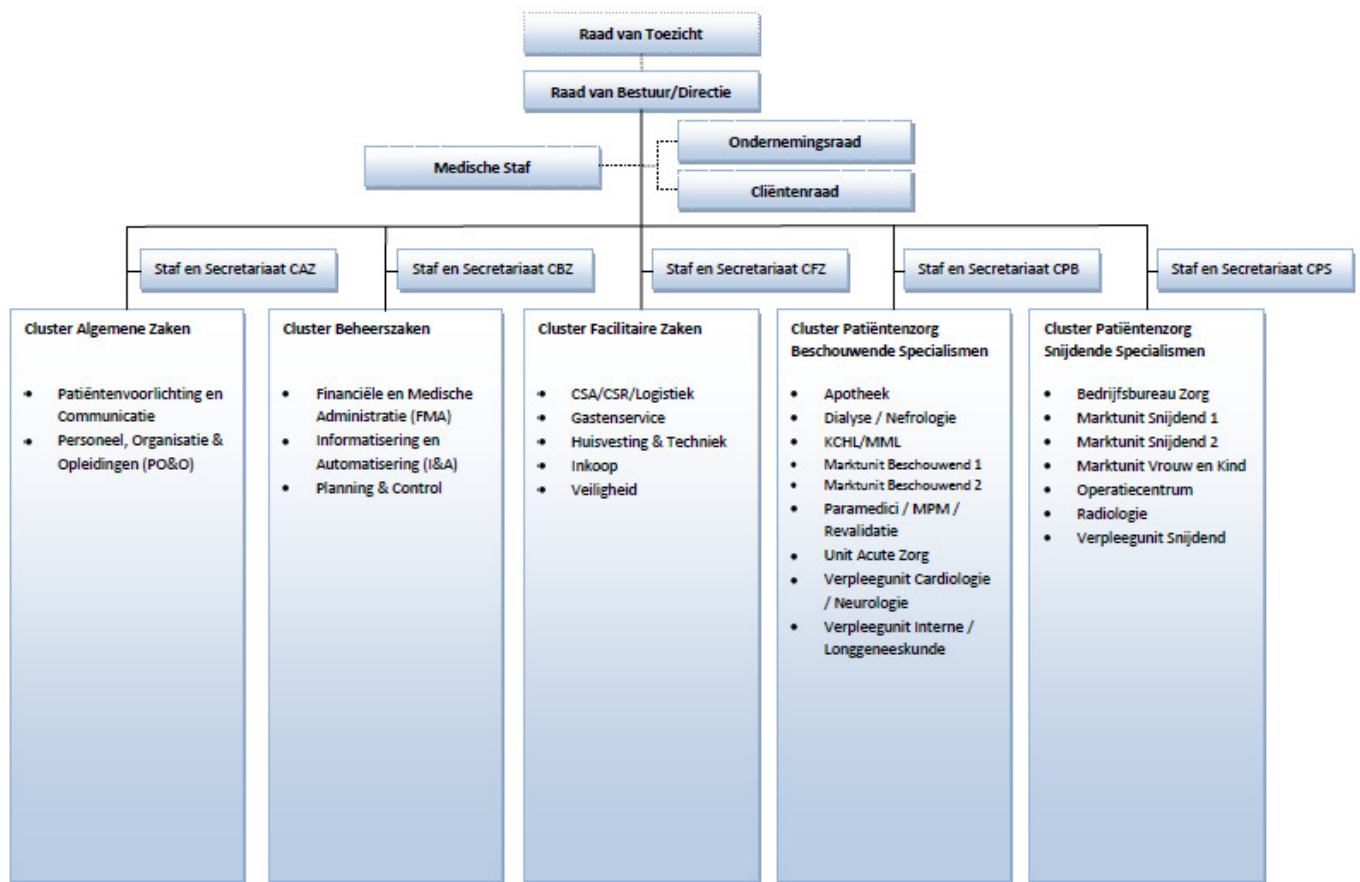 Raad van Toezicht
Raad van Bestuur/Directie
Ondernemingsraad
Medische Staf
Cliëntenraad
Staf en Secretariaat CAZ
Staf en Secretariaat CBZ
Staf en Secretariaat CFZ
Staf en Secretariaat CPB
Staf en Secretariaat CPS
Cluster Algemene Zaken
• Patiëntenvoorlichting en
Communicatie
• Personeel, Organisatie &
Opleidingen (PO&O)
Cluster Beheerszaken
• Financiële en Medische
Administratie (FMA)
• Informatisering en
Automatisering (I&A)
• Planning & Control
Cluster Facilitaire Zaken
• CSA/CSR/Logistiek
• Gastenservice
• Huisvesting & Techniek
• Inkoop
• Veiligheid
Cluster Patiëntenzorg
Beschouwende Specialismen
• Apotheek
• Dialyse / Nefrologie
• KCHL/MML
• Marktunit Beschouwend 1
• Marktunit Beschouwend 2
• Paramedici / MPM /
Revalidatie
• Unit Acute Zorg
• Verpleegunit Cardiologie
/ Neurologie
• Verpleegunit Interne /
Longgeneeskunde
Cluster Patiëntenzorg
Snijdende Specialismen
• Bedrijfsbureau Zorg
• Marktunit Snijdend 1
• Marktunit Snijdend 2
• Marktunit Vrouw en Kind
• Operatiecentrum
• Radiologie
• Verpleegunit Snijdend